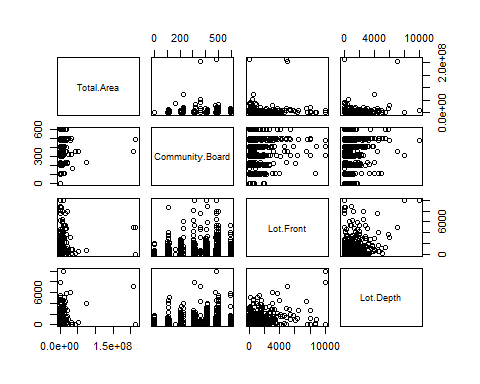 0 200 500
0 4000 10000
Total.Area
0.0e+00 2.0e+08
0 300 600
Community.Board
Lot.Front
0 6000
0 6000
Lot.Depth
0.0e+00 1.5e+08
0 4000 10000